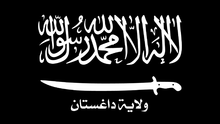 لا إله إلا الله محمد رسول الله
ولاية داغستان